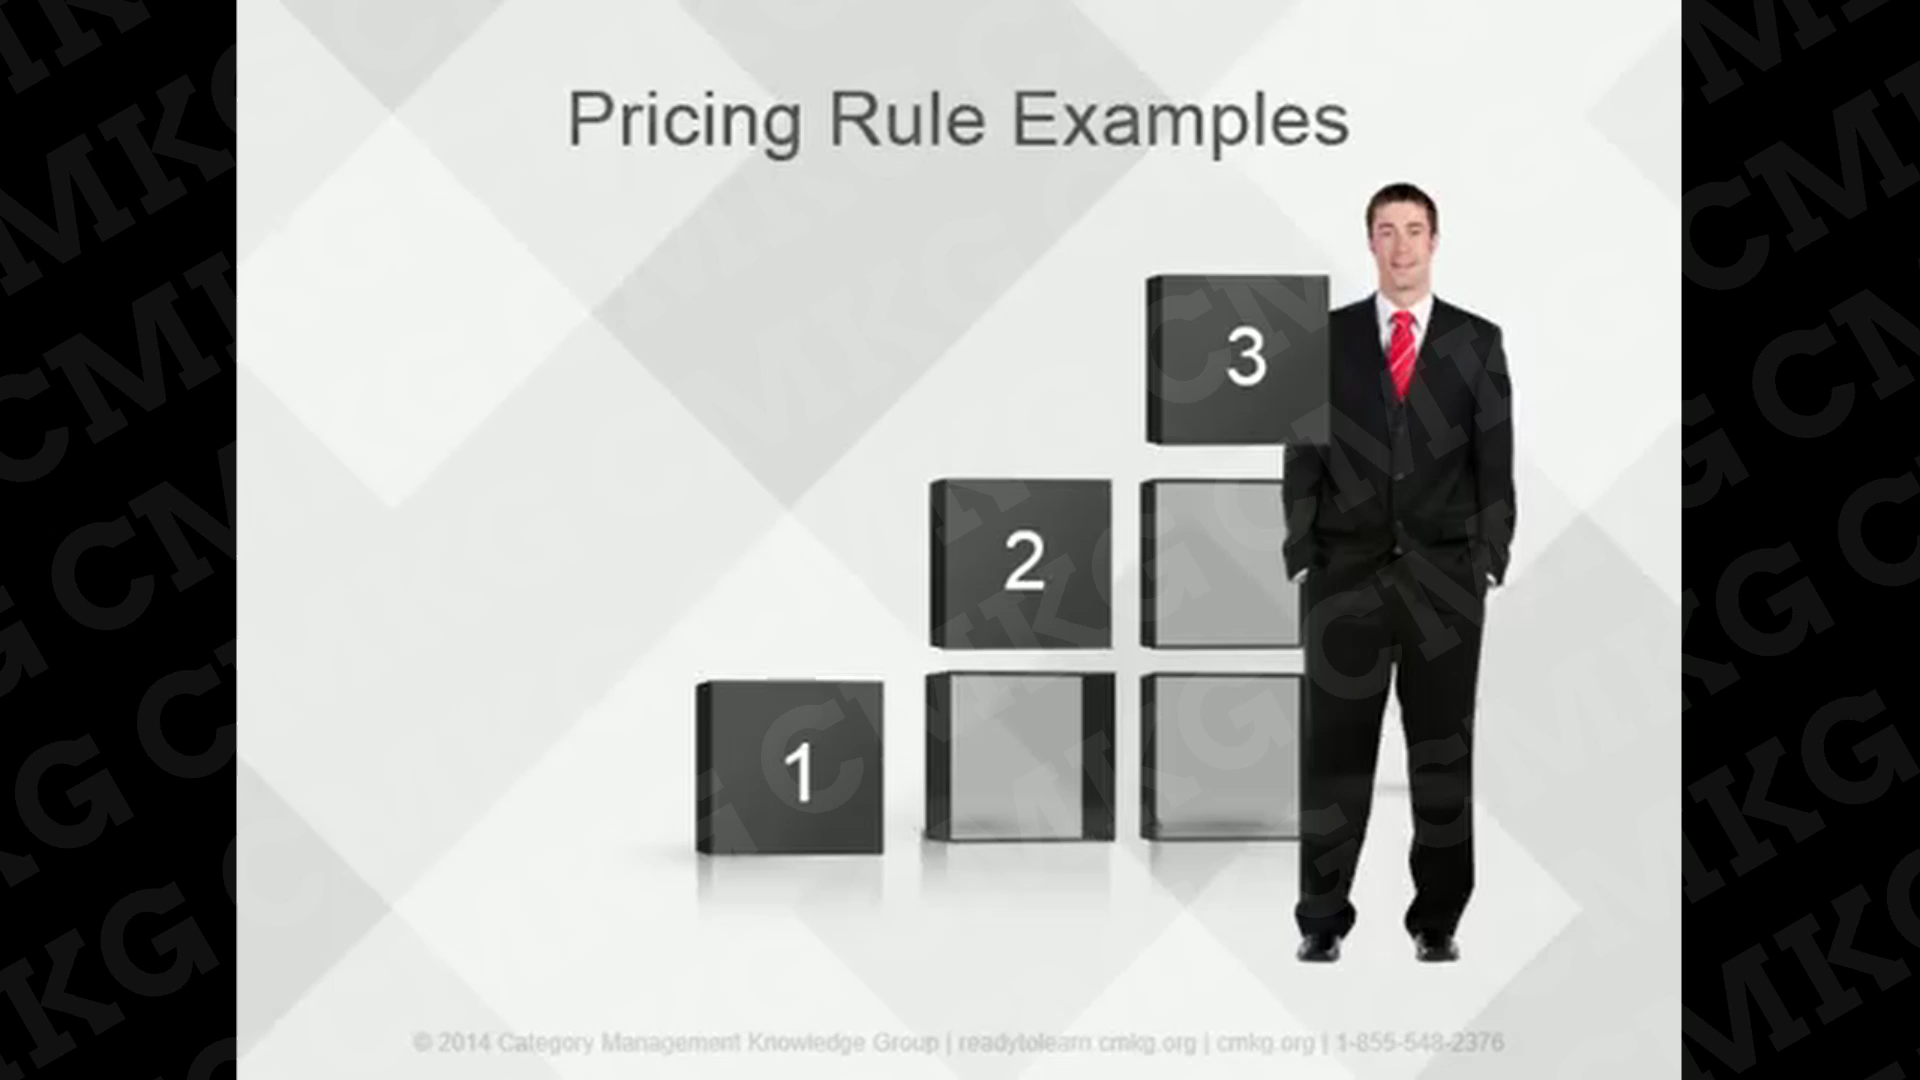 Pricing Rule Examples
3
2
1
© 2014 Category Management Knowledge Group | readytolearn.cmkg.org | cmkg.org | 1-855-548-2376
CMKG